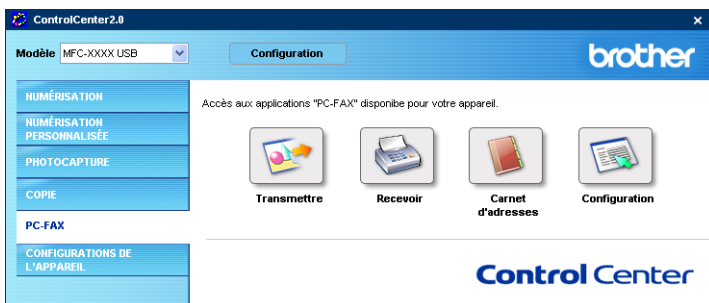 ControlCenter2.0
Modèle MFC-XXXX USB
Configuration
brother
NUMÉRISATION
NUMÉRISATION
PERSONNALISÉE
PHOTOCAPTURE
COPIE
PC-FAX
CONFIGURATIONS DE
L'APPAREIL
Accès aux applications "PC-FAX" disponibe pour votre appareil.
Transmettre
Recevoir
Carnet
d'adresses
Configuration
Control Center